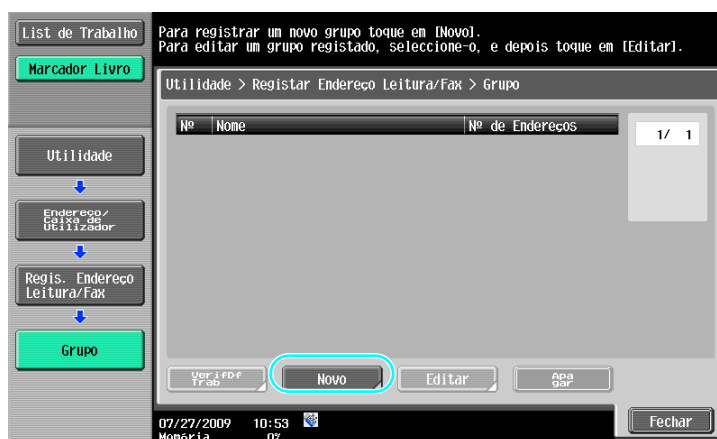 List de Trabalho
Para registrar um novo grupo toque em [Novo].
Para editar um grupo registado, seleccione-o, e depois toque em [Editar].
Marcador Livro
Utilidade > Registar Endereço Leitura/Fax > Grupo
Nº Nome Nº de Endereços
1/ 1
Utilidade
Endereço/
Caixa de
Utilizador
Regis. Endereço
Leitura/Fax
Grupo
VerifDf
Trab
Novo
Editar
Apa
gar
07/27/2009 10:53
Memória 0%
Fechar